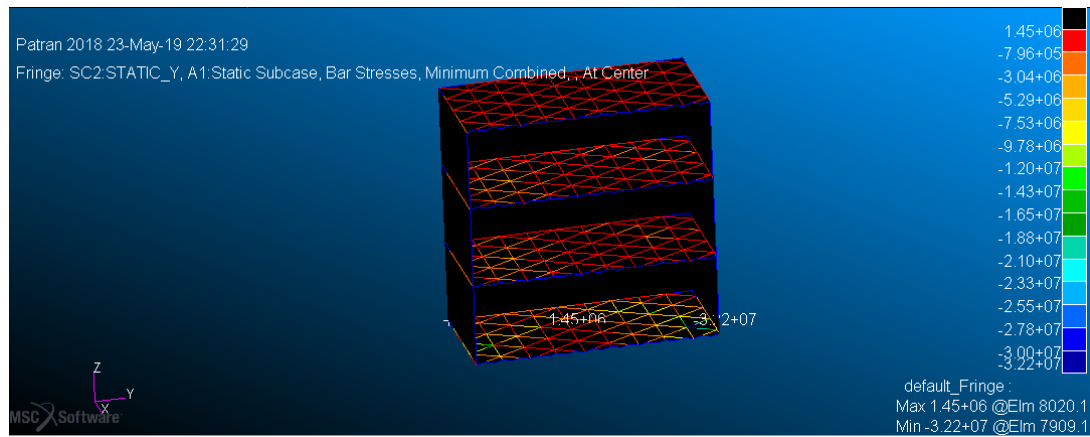 Patran 2018 23-May-19 22:31:29
Fringe: SC2:STATIC_Y, A1:Static Subcase, Bar Stresses, Minimum Combined, , At Center
1.45+06
-7.96+05
-3.04+06
-5.29+06
-7.53+06
-9.78+06
-1.20+07
-1.43+07
-1.65+07
-1.88+07
-2.10+07
-2.33+07
-2.55+07
-2.78+07
-3.00+07
-3.22+07
1.45+06
-3.22+07
Z
Y
X
MSC Software
default_Fringe :
Max 1.45+06 @Elm 8020.1
Min -3.22+07 @Elm 7909.1